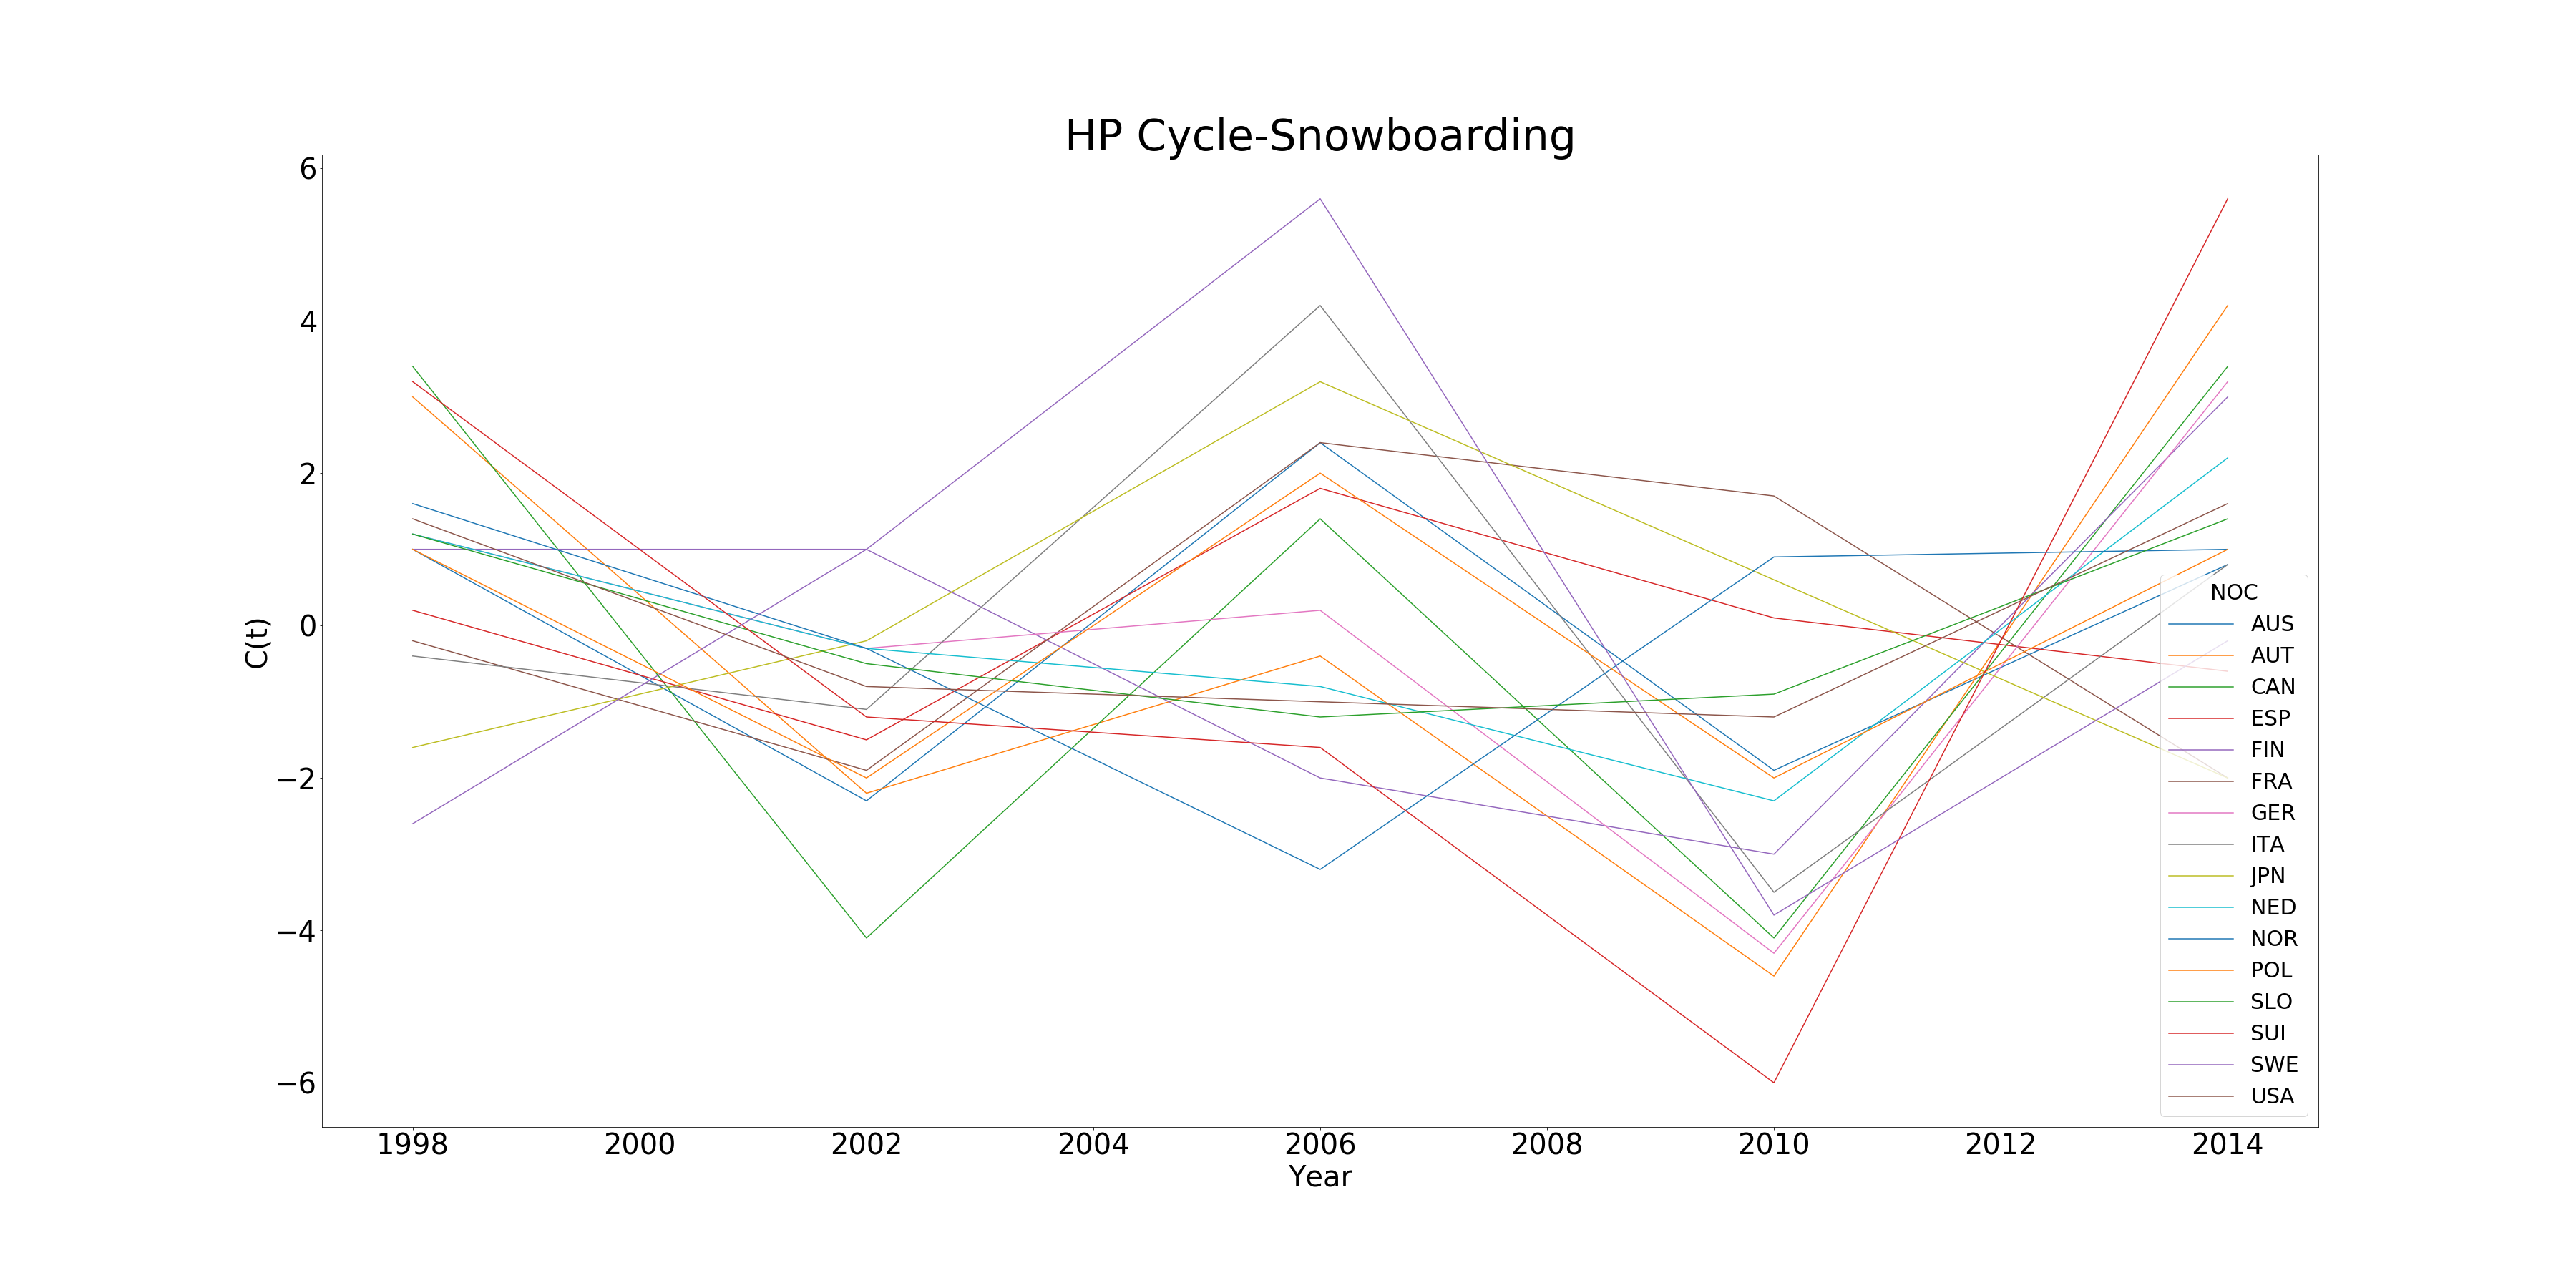 HP Cycle-Snowboarding
6
4
2
0
−2
−4
−6
C(t)
1998 2000 2002 2004 2006 2008 2010 2012 2014
Year
NOC
AUS
AUT
CAN
ESP
FIN
FRA
GER
ITA
JPN
NED
NOR
POL
SLO
SUI
SWE
USA